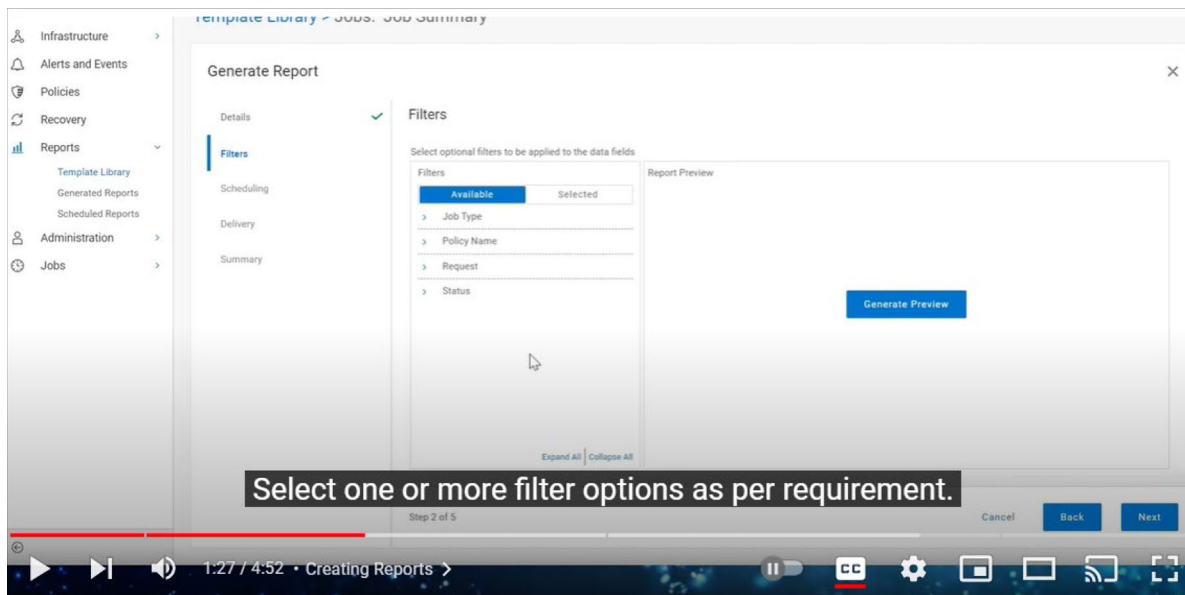 Template Library > Jobs: Job Summary
Infrastructure
Alerts and Events
Policies
Recovery
Reports
Template Library
Generated Reports
Scheduled Reports
Administration
Jobs
Generate Report
Details
Filters
Scheduling
Delivery
Summary
Filters
Select optional filters to be applied to the data fields
Filters
Available Selected
Job Type
Policy Name
Request
Status
Expand All | Collapse All
Report Preview
Generate Preview
Select one or more filter options as per requirement.
Step 2 of 5
Cancel Back Next
1:27 / 4:52 • Creating Reports >
CC